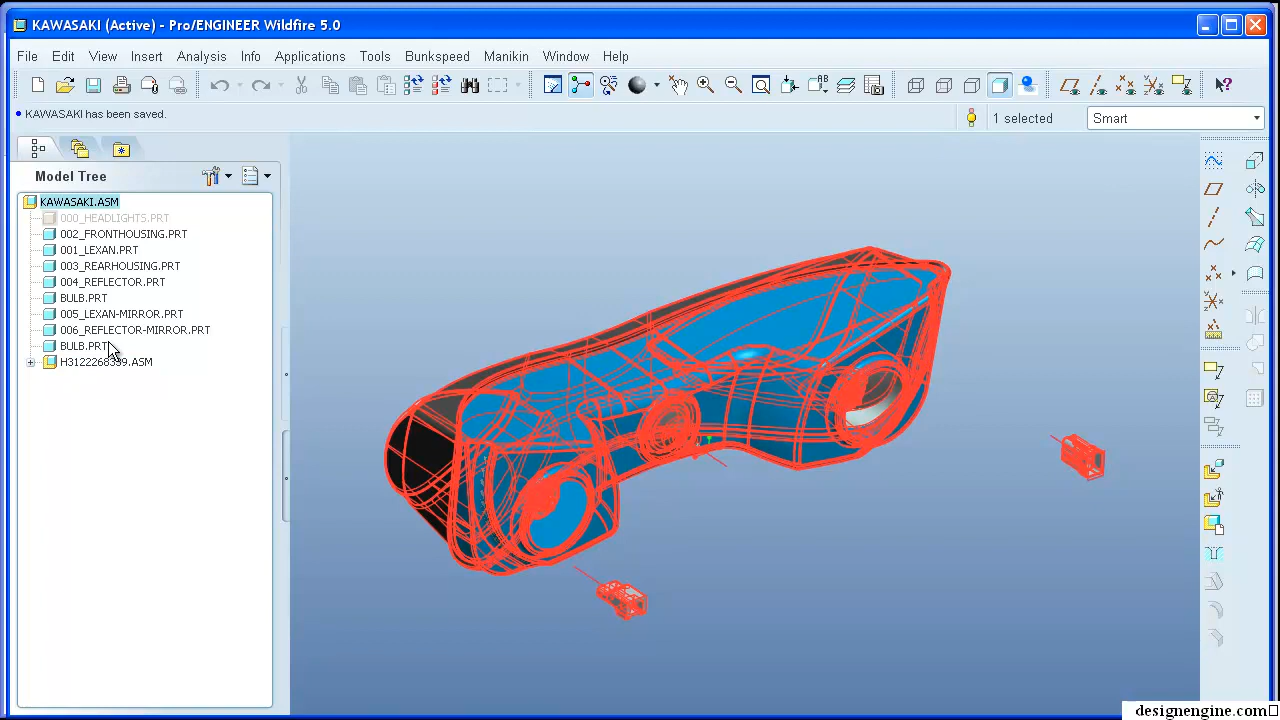 KAWASAKI (Active) - Pro/ENGINEER Wildfire 5.0
File Edit View Insert Analysis Info Applications Tools Bunkspeed Manikin Window Help
KAWASAKI has been saved.
1 selected
Smart
Model Tree
KAWASAKI.ASM
000_HEADLIGHTS.PRT
002_FRONTHOUSING.PRT
001_LEXAN.PRT
003_REARHOUSING.PRT
004_REFLECTOR.PRT
BULB.PRT
005_LEXAN-MIRROR.PRT
006_REFLECTOR-MIRROR.PRT
BULB.PRT
designengine.com